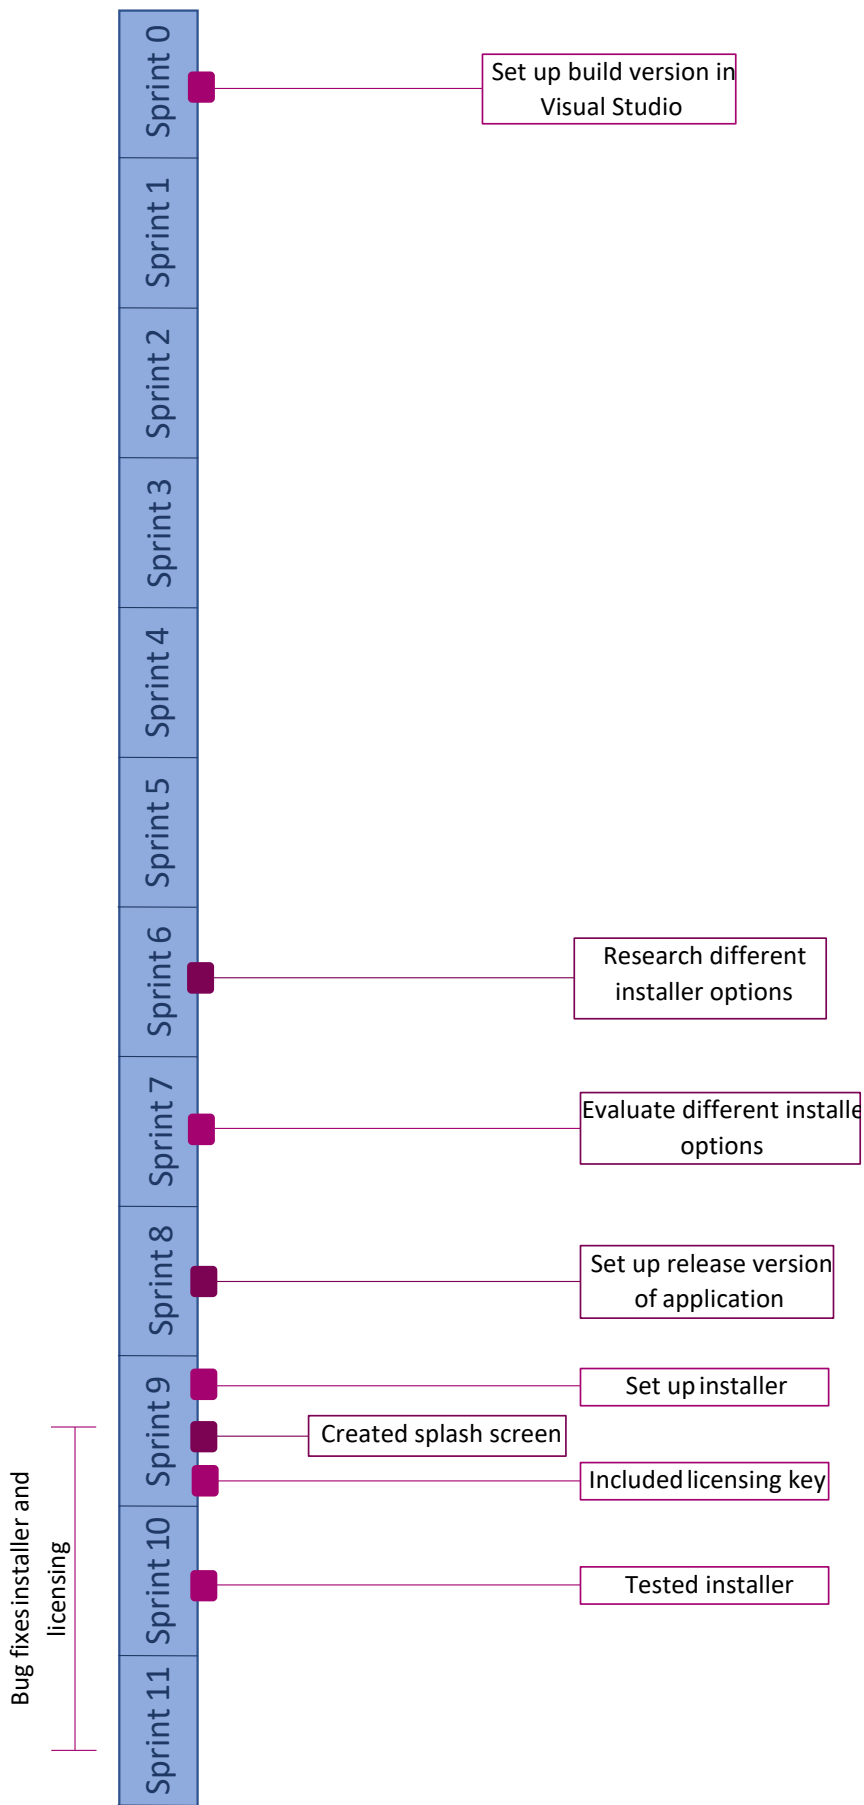 Sprint 0
Set up build version in
Visual Studio
Sprint 1
Sprint 2
Sprint 3
Sprint 4
Sprint 5
Sprint 6
Research different
installer options
Sprint 7
Evaluate different installe
options
Sprint 8
Set up release version
of application
Sprint 9
Set up installer
Created splash screen
Included licensing key
Bug fixes installer and
licensing
Sprint 10
Tested installer
Sprint 11